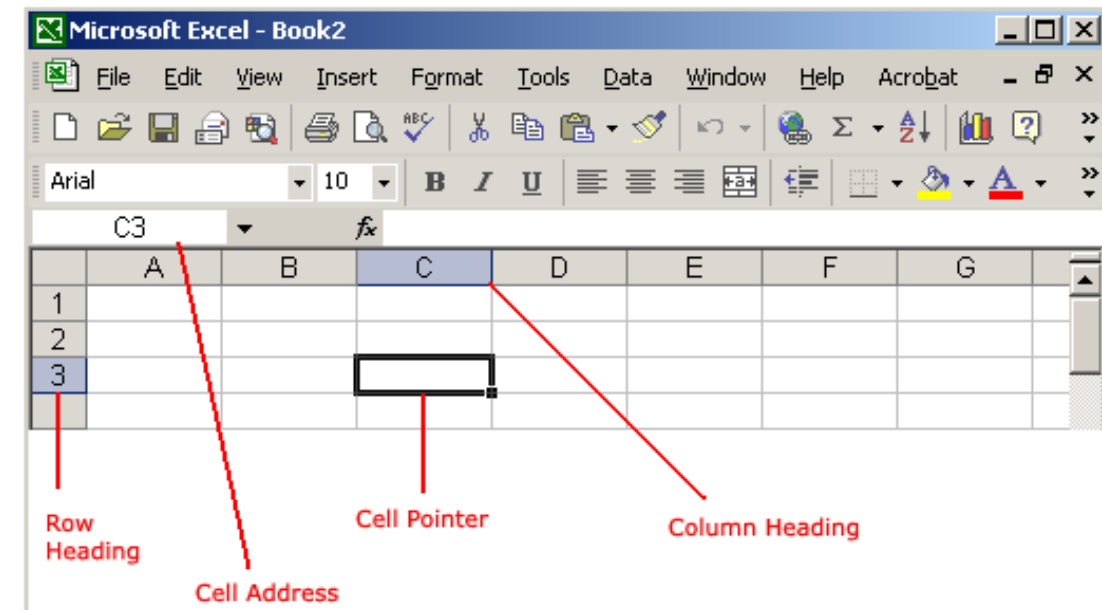 Microsoft Excel - Book2
File Edit View Insert Format Tools Data Window Help Acrobat
ABC Σ A Z ?
Arial 10 B I U a A
C3 fx
A B C D E F G
1
2
3
Row
Heading
Cell Pointer
Column Heading
Cell Address